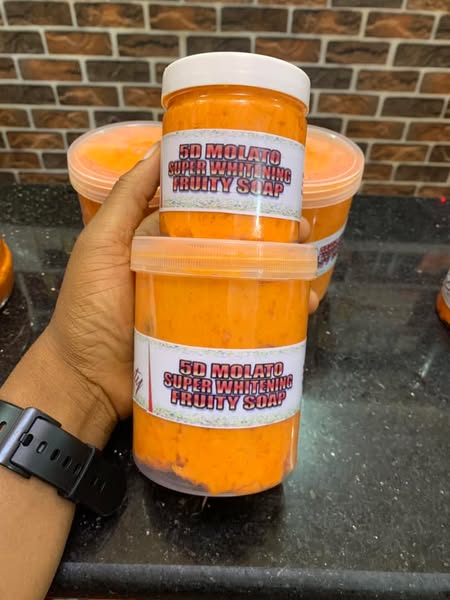 5D MOLATO
SUPER WHITENING
FRUITY SOAP
5D MOLATO
SUPER WHITENING
FRUITY SOAP